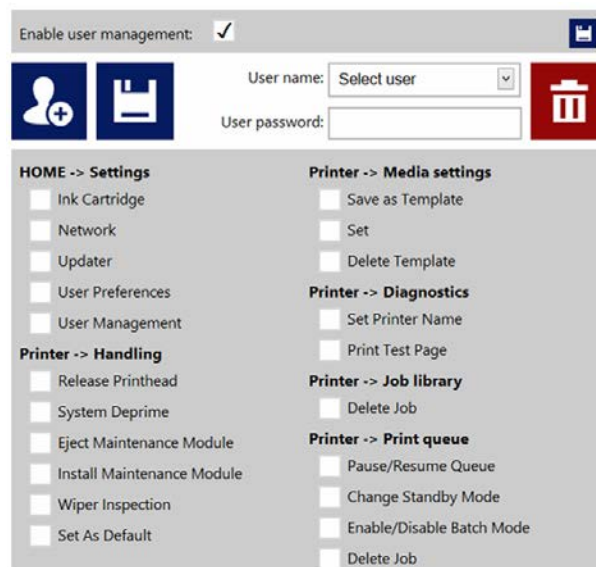 Enable user management:
User name: Select user
User password:
HOME -> Settings
Ink Cartridge
Network
Updater
User Preferences
User Management
Printer -> Handling
Release Printhead
System Deprime
Eject Maintenance Module
Install Maintenance Module
Wiper Inspection
Set As Default
Printer -> Media settings
Save as Template
Set
Delete Template
Printer -> Diagnostics
Set Printer Name
Print Test Page
Printer -> Job library
Delete Job
Printer -> Print queue
Pause/Resume Queue
Change Standby Mode
Enable/Disable Batch Mode
Delete Job